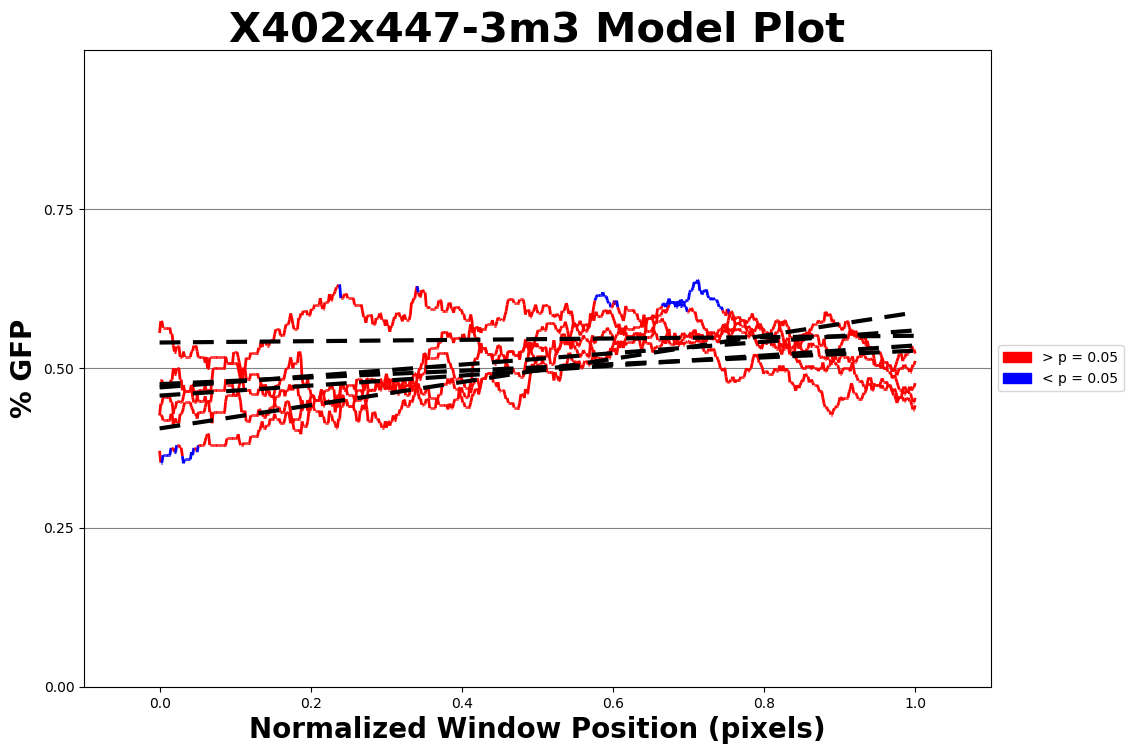 X402x447-3m3 Model Plot
% GFP
0.75
0.50
0.25
0.00
0.0 0.2 0.4 0.6 0.8 1.0
Normalized Window Position (pixels)
> p = 0.05
< p = 0.05